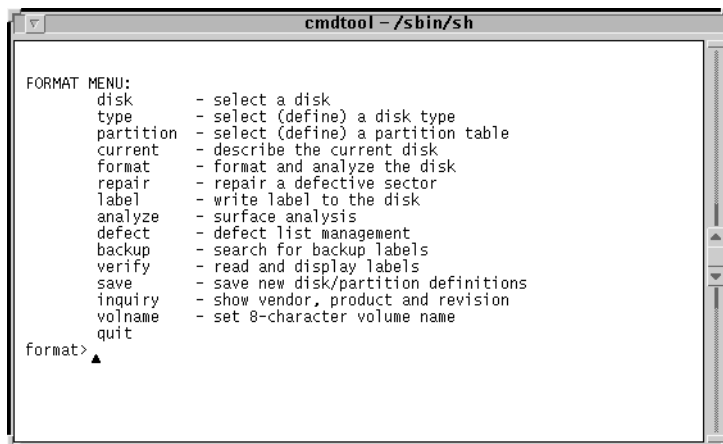 cmdtool – /sbin/sh
FORMAT MENU:
disk - select a disk
type - select (define) a disk type
partition - select (define) a partition table
current - describe the current disk
format - format and analyze the disk
repair - repair a defective sector
label - write label to the disk
analyze - surface analysis
defect - defect list management
backup - search for backup labels
verify - read and display labels
save - save new disk/partition definitions
inquiry - show vendor, product and revision
volname - set 8-character volume name
quit
format>